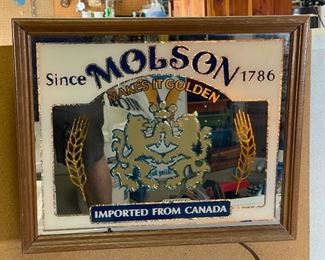 MOLSON
Since 1786
MAKES IT GOLDEN
IMPORTED FROM CANADA